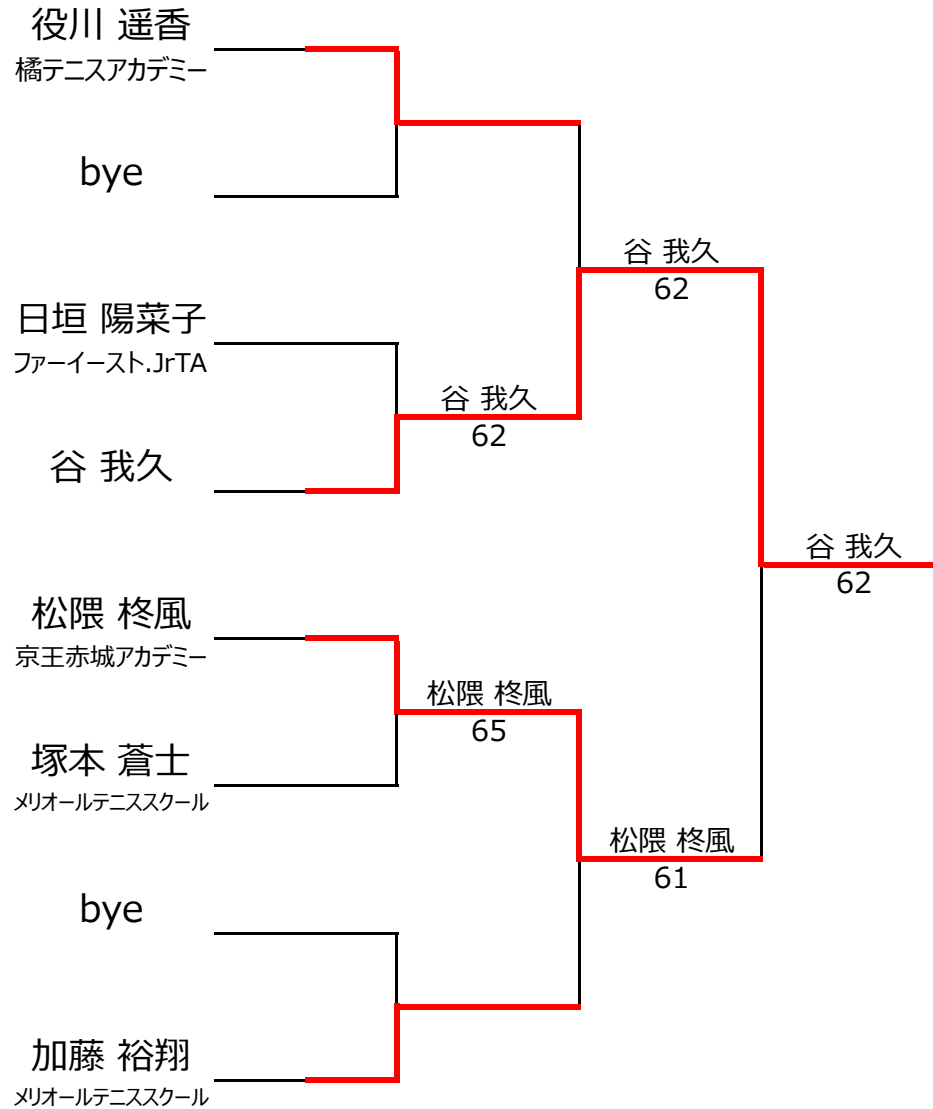 役川 遥香
橘テニスアカデミー
bye
日垣 陽菜子
ファーイースト.JrTA
谷 我久
松隈 柊風
京王赤城アカデミー
塚本 蒼士
メリオールテニススクール
bye
加藤 裕翔
メリオールテニススクール
谷 我久
62
松隈 柊風
65
谷 我久
62
松隈 柊風
61
谷 我久
62